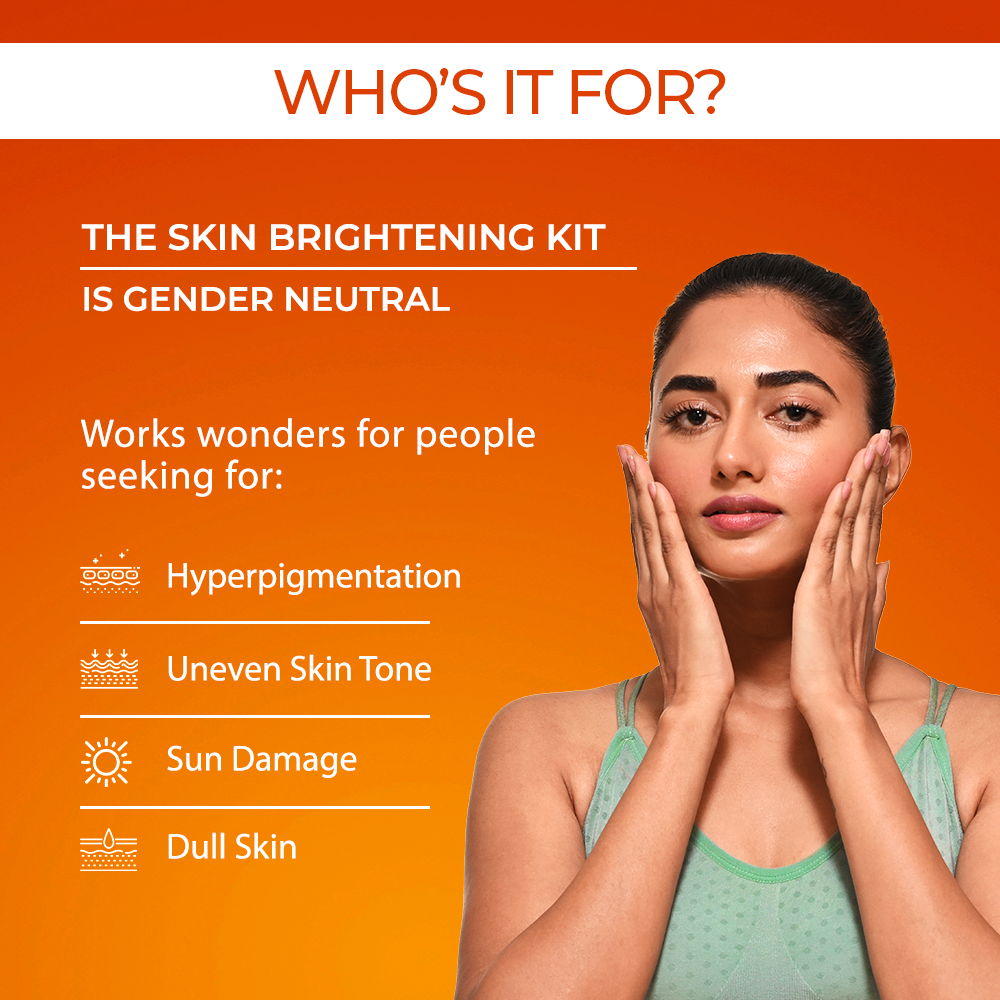 WHO'S IT FOR?
THE SKIN BRIGHTENING KIT
IS GENDER NEUTRAL
Works wonders for people
seeking for:
Hyperpigmentation
Uneven Skin Tone
Sun Damage
Dull Skin